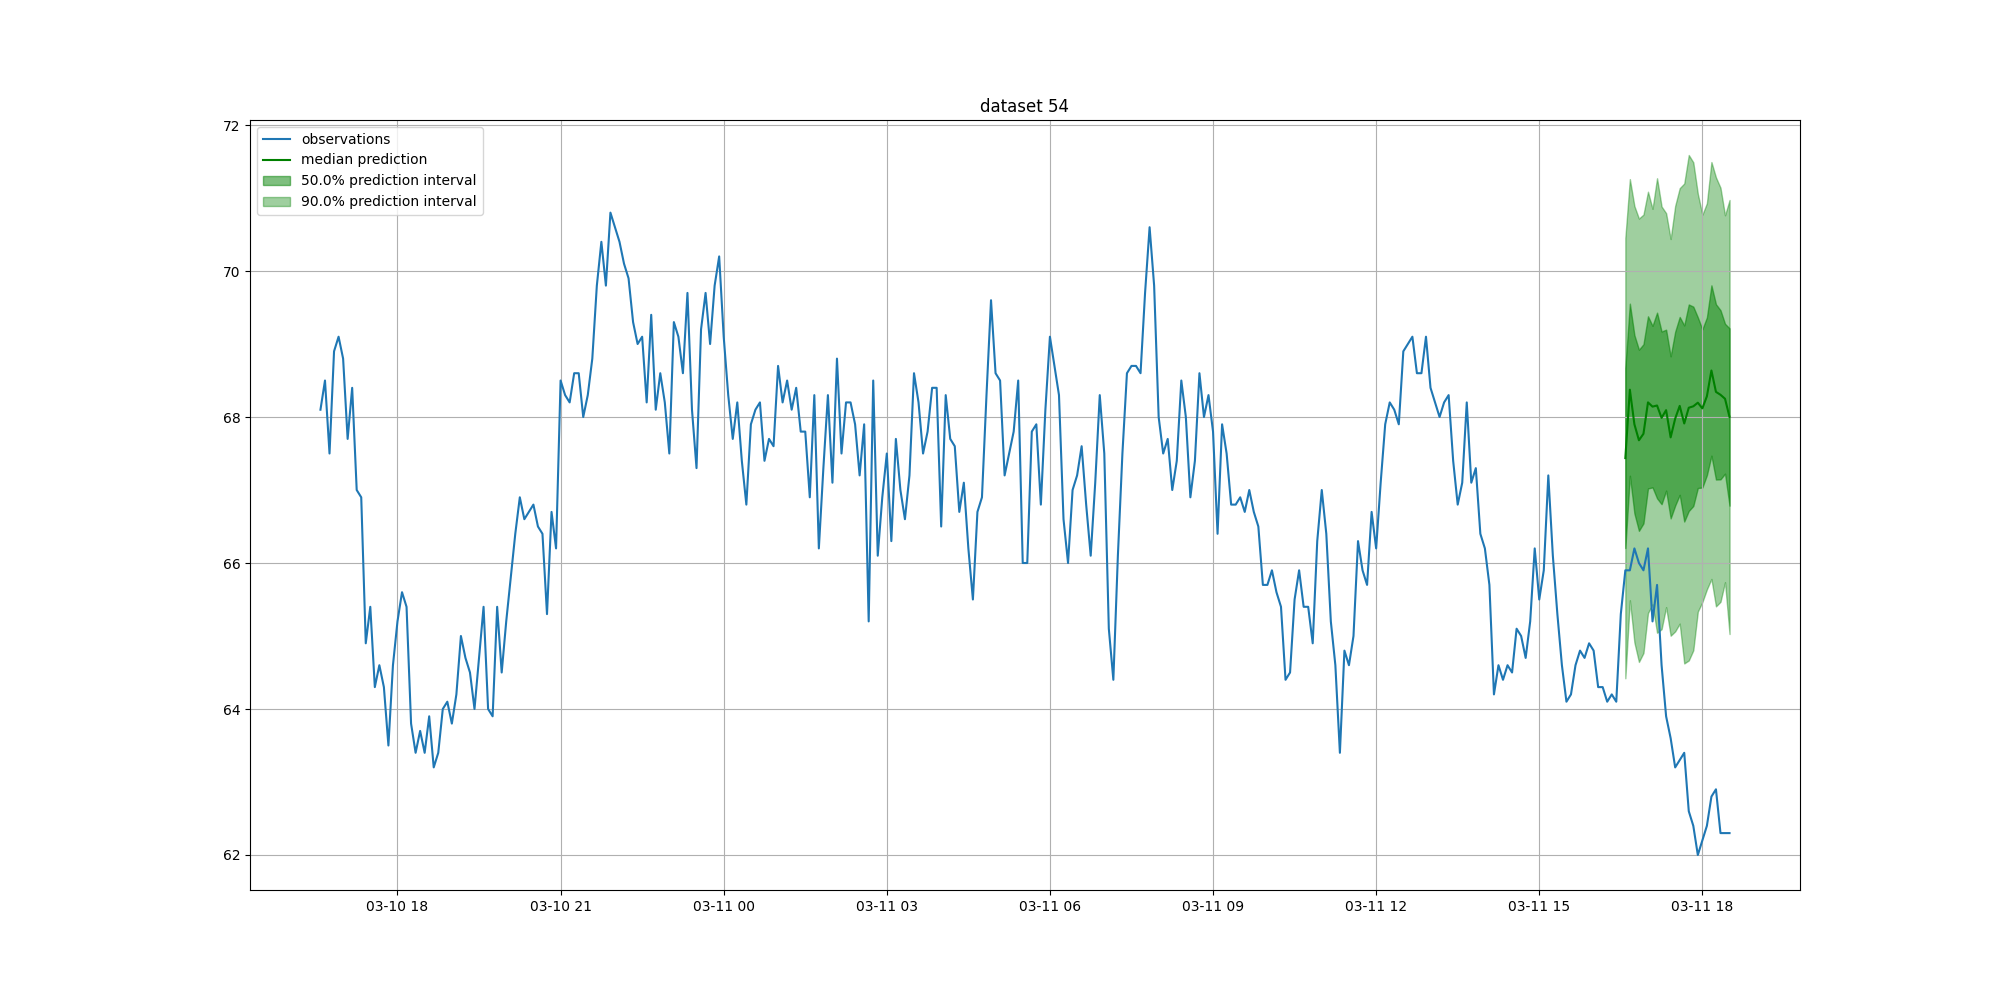 dataset 54
72
70
68
66
64
62
observations
median prediction
50.0% prediction interval
90.0% prediction interval
03-10 18 03-10 21 03-11 00 03-11 03 03-11 06 03-11 09 03-11 12 03-11 15 03-11 18